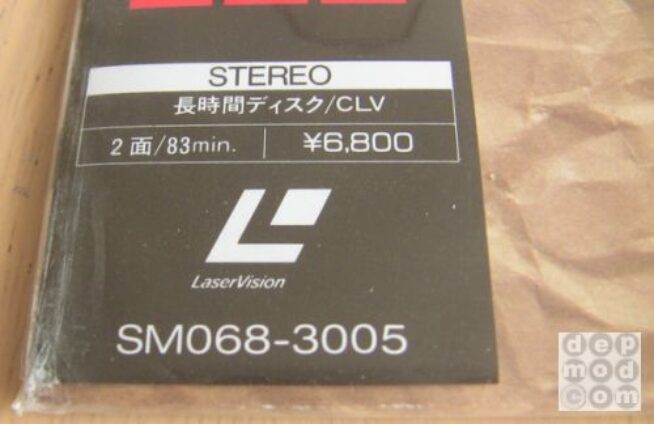 STEREO
長時間ディスク/CLV
2面/83min. ¥6,800
LaserVision
SM068-3005
dep
mod
com